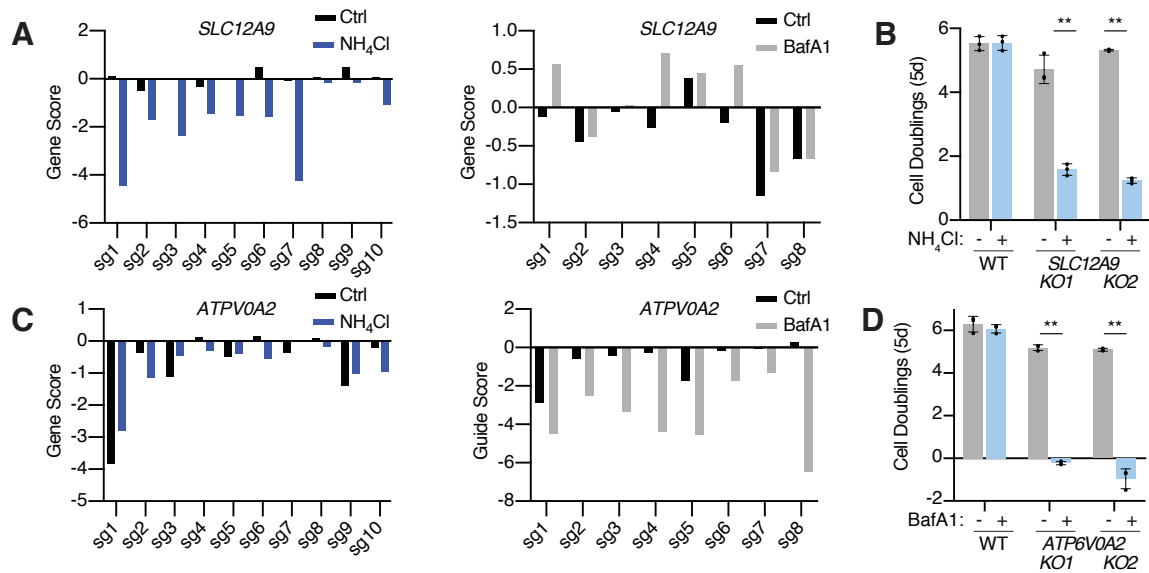 A
SLC12A9
Ctrl
NH4Cl
Gene Score
2
0
-2
-4
-6
sg1 sg2 sg3 sg4 sg5 sg6 sg7 sg8 sg9 sg10
SLC12A9
Ctrl
BafA1
Gene Score
1.0
0.5
0.0
-0.5
-1.0
-1.5
sg1 sg2 sg3 sg4 sg5 sg6 sg7 sg8
B
** **
Cell Doublings (5d)
6
4
2
0
NH4Cl: - + - + - +
WT SLC12A9
KO1 KO2
C
ATPV0A2
Ctrl
NH4Cl
Gene Score
1
0
-1
-2
-3
-4
-5
sg1 sg2 sg3 sg4 sg5 sg6 sg7 sg8 sg9 sg10
ATPV0A2
Ctrl
BafA1
Guide Score
2
0
-2
-4
-6
-8
sg1 sg2 sg3 sg4 sg5 sg6 sg7 sg8
D
** **
Cell Doublings (5d)
6
4
2
0
-2
BafA1: - + - + - +
WT ATP6V0A2
KO1 KO2